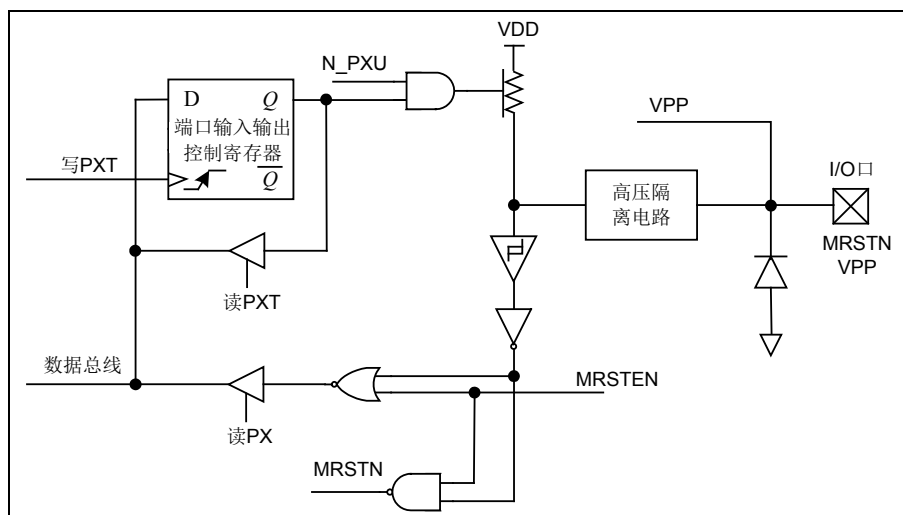 VDD
N_PXU
D
Q
端口输入输出
控制寄存器
Q
写PXT
VPP
I/O口
高压隔
离电路
MRSTN
VPP
读PXT
数据总线
MRSTEN
读PX
MRSTN